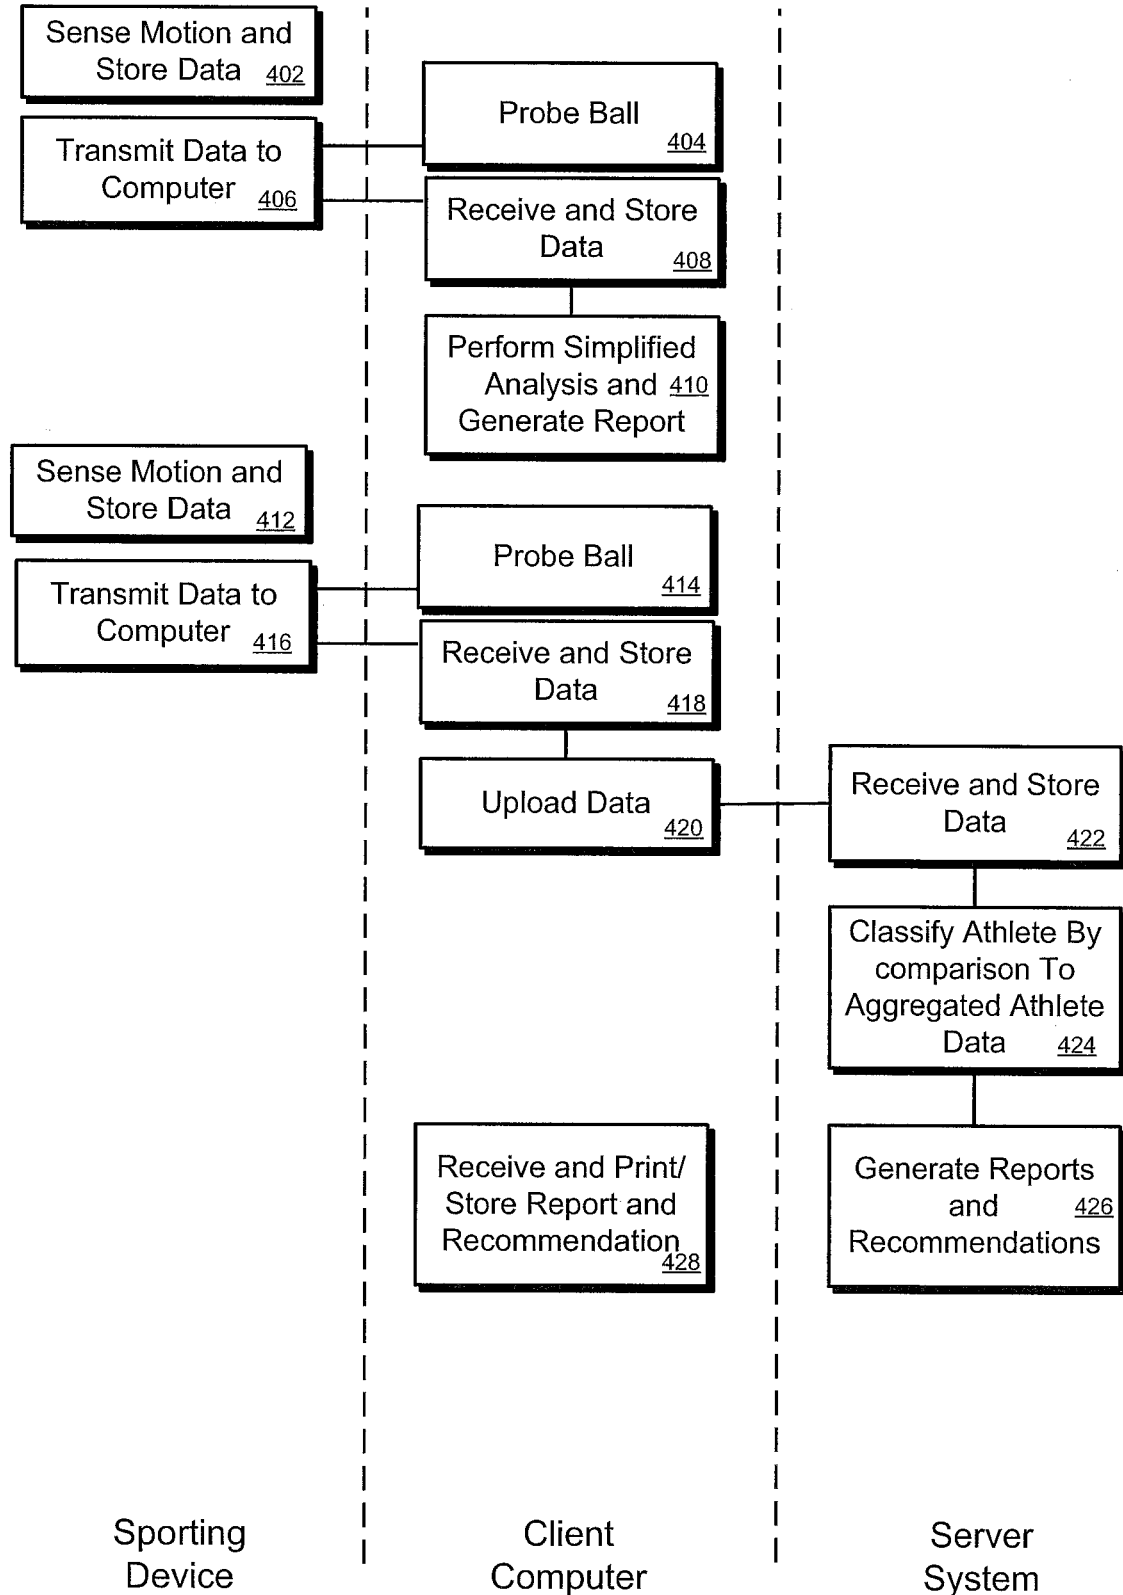 Sense Motion and
Store Data 402
Probe Ball
404
Transmit Data to
Computer 406
Receive and Store
Data
408
Perform Simplified
Analysis and 410
Generate Report
Sense Motion and
Store Data 412
Probe Ball
414
Transmit Data to
Computer 416
Receive and Store
Data
418
Upload Data
420
Receive and Store
Data
422
Classify Athlete By
comparison To
Aggregated Athlete
Data 424
Receive and Print/
Store Report and
Recommendation
428
Generate Reports
and 426
Recommendations
Sporting
Device
Client
Computer
Server
System